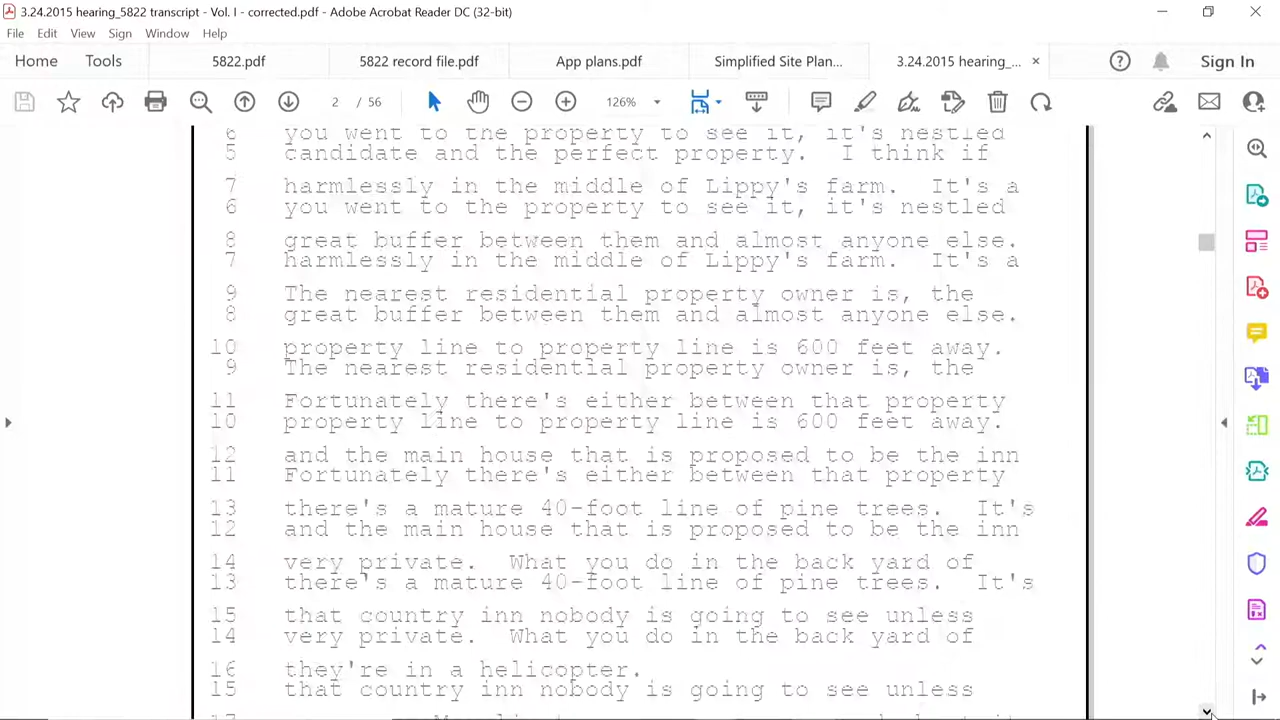 3.24.2015 hearing_5822 transcript - Vol. I - corrected.pdf - Adobe Acrobat Reader DC (32-bit)
File Edit View Sign Window Help
Home Tools 5822.pdf 5822 record file.pdf App plans.pdf Simplified Site Plan... 3.24.2015 hearing_... Sign In
2 / 56 126%
6 you went to the property to see it, it's nestled
5 candidate and the perfect property. I think if
7 harmlessly in the middle of Lippy's farm. It's a
6 you went to the property to see it, it's nestled
8 great buffer between them and almost anyone else.
7 harmlessly in the middle of Lippy's farm. It's a
9 The nearest residential property owner is, the
8 great buffer between them and almost anyone else.
10 property line to property line is 600 feet away.
9 The nearest residential property owner is, the
11 Fortunately there's either between that property
10 property line to property line is 600 feet away.
12 and the main house that is proposed to be the inn
11 Fortunately there's either between that property
13 there's a mature 40-foot line of pine trees. It's
12 and the main house that is proposed to be the inn
14 very private. What you do in the back yard of
13 there's a mature 40-foot line of pine trees. It's
15 that country inn nobody is going to see unless
14 very private. What you do in the back yard of
16 they're in a helicopter.
15 that country inn nobody is going to see unless